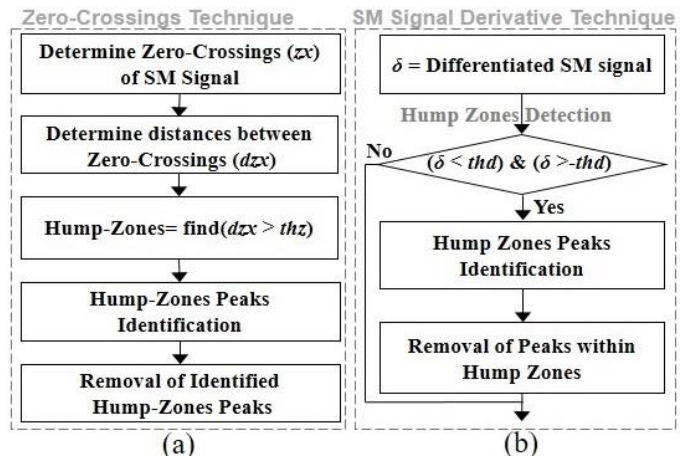 Zero-Crossings Technique
Determine Zero-Crossings (zx)
of SM Signal
Determine distances between
Zero-Crossings (dzx)
Hump-Zones= find(dzx > thz)
Hump-Zones Peaks
Identification
Removal of Identified
Hump-Zones Peaks
(a)
SM Signal Derivative Technique
δ = Differentiated SM signal
Hump Zones Detection
No
(δ < thd) & (δ >-thd)
Yes
Hump Zones Peaks
Identification
Removal of Peaks within
Hump Zones
(b)